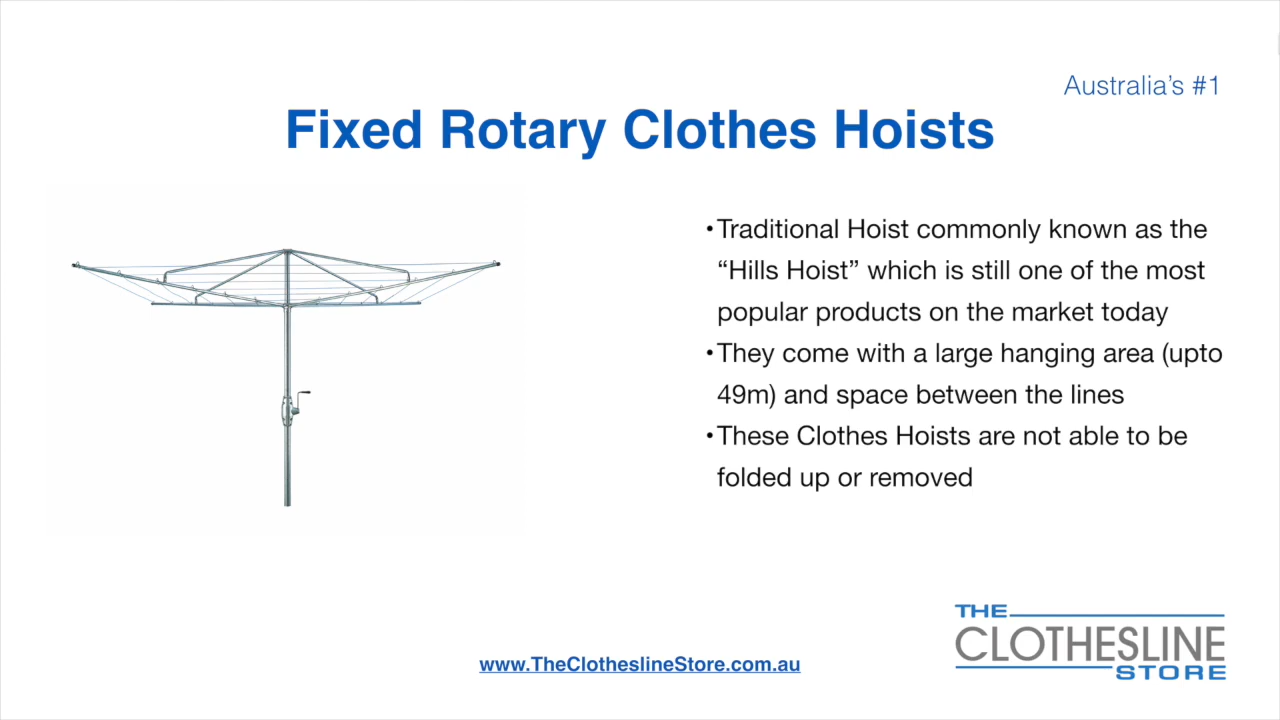 Australia’s #1
Fixed Rotary Clothes Hoists
•Traditional Hoist commonly known as the
“Hills Hoist” which is still one of the most
popular products on the market today
•They come with a large hanging area (upto
49m) and space between the lines
•These Clothes Hoists are not able to be
folded up or removed
THE
CLOTHESLINE
STORE
www.TheClotheslineStore.com.au